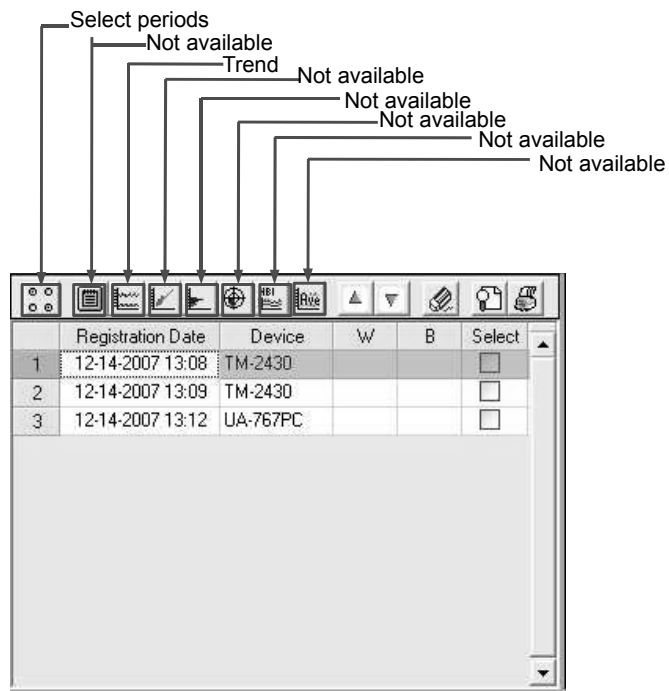 Select periods
Not available
Trend
Not available
Not available
Not available
Not available
Not available
ABI
Ave
Registration Date Device W B Select
1 12-14-2007 13:08 TM-2430
2 12-14-2007 13:09 TM-2430
3 12-14-2007 13:12 UA-767PC